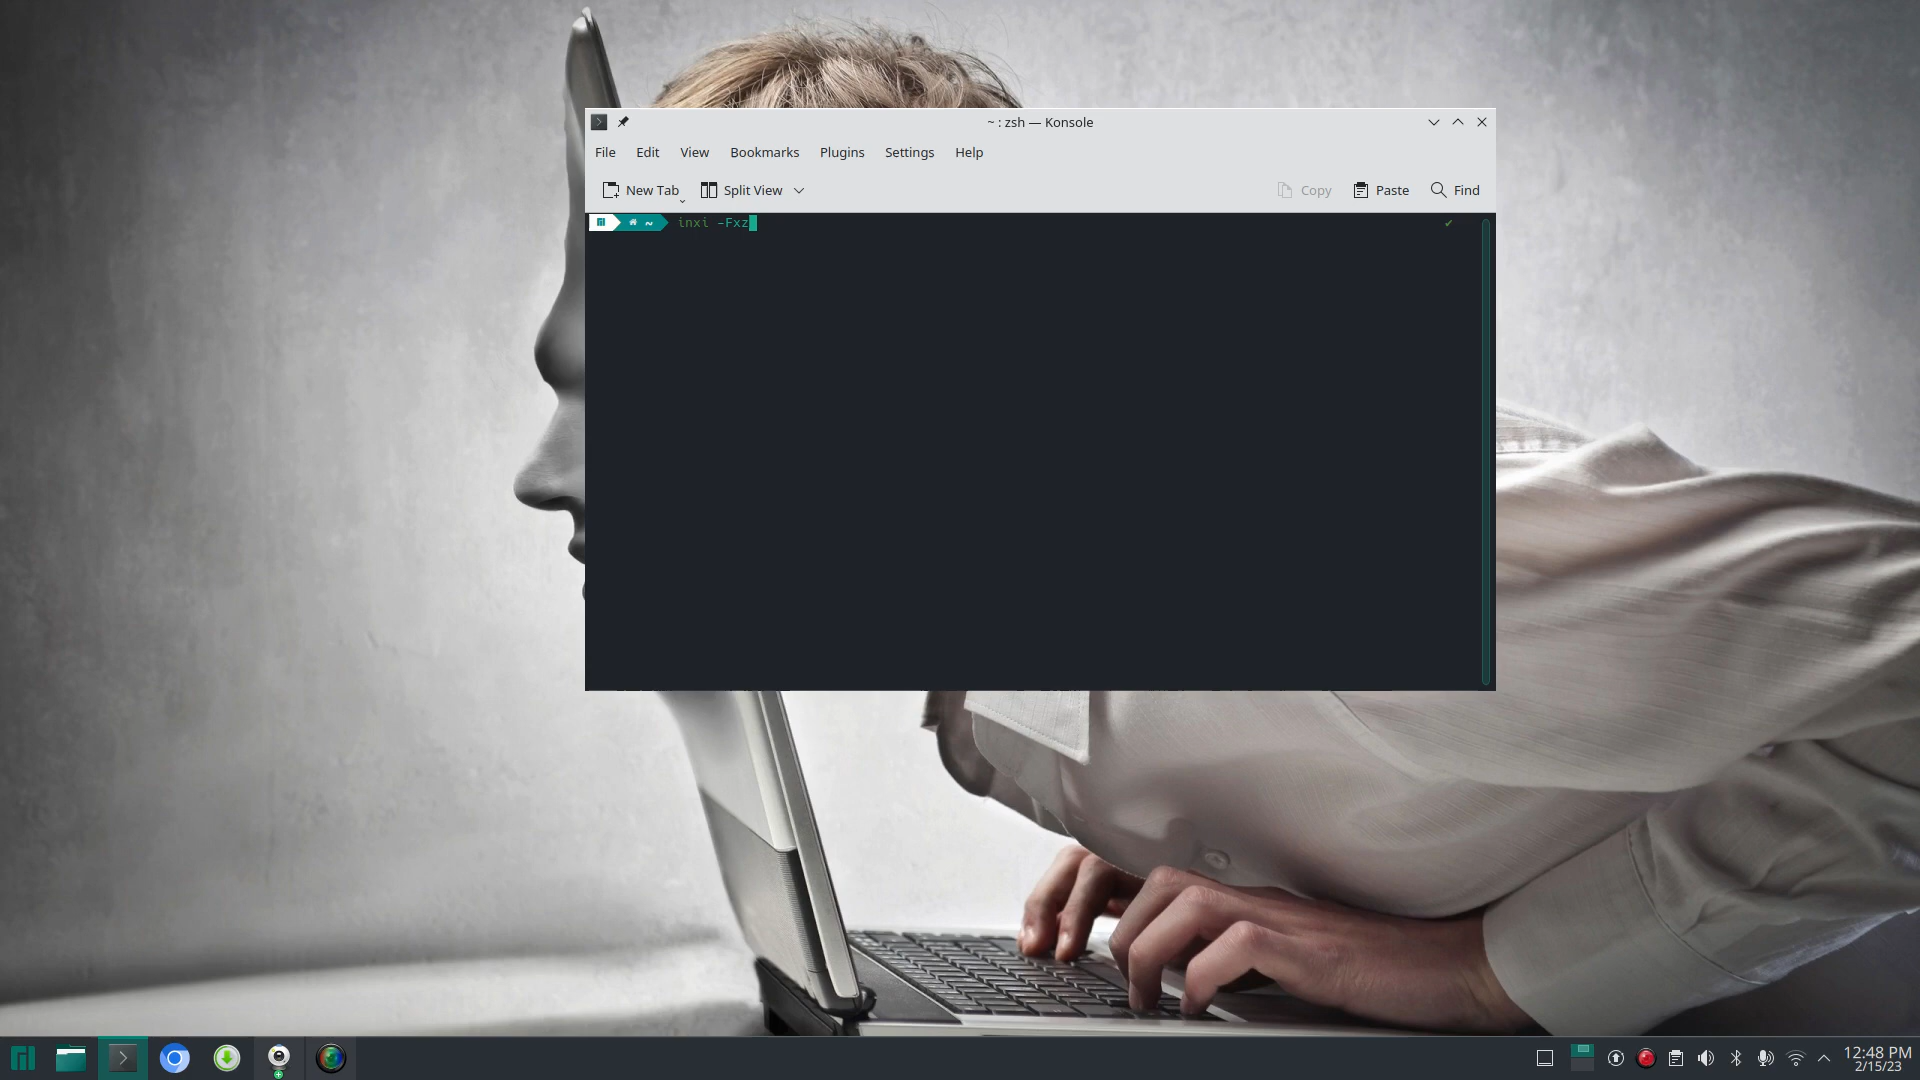 ~ : zsh — Konsole
File Edit View Bookmarks Plugins Settings Help
New Tab Split View Copy Paste Find
~ inxi -Fxz
12:48 PM
2/15/23